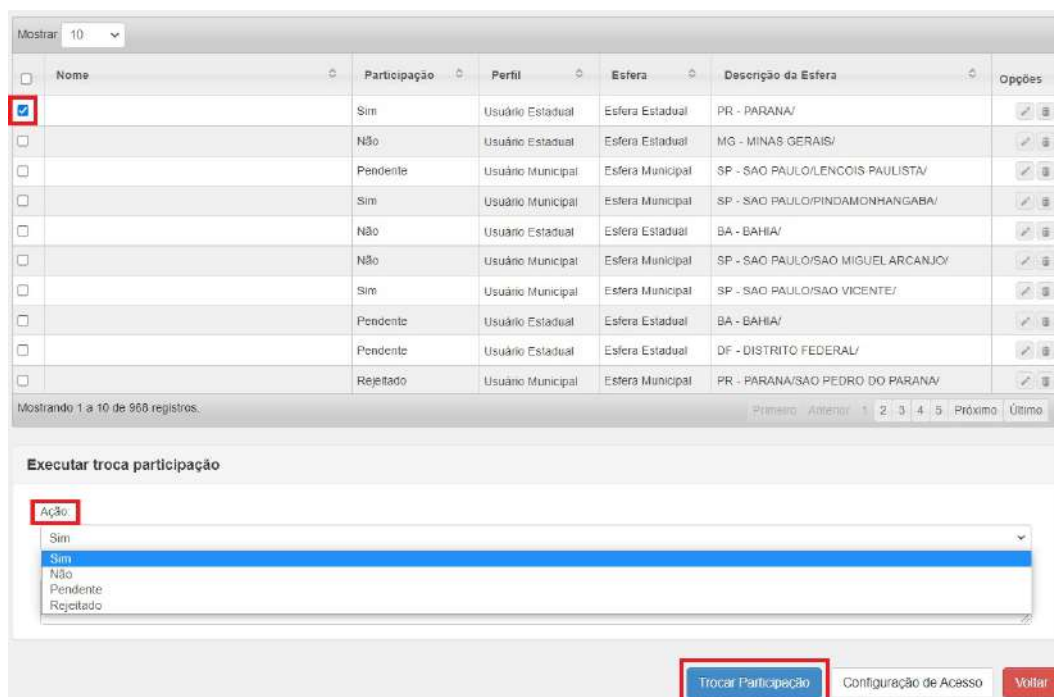 Mostrar 10
Nome Participação Perfil Esfera Descrição da Esfera Opções
Sim Usuário Estadual Esfera Estadual PR - PARANA/
Não Usuário Estadual Esfera Estadual MG - MINAS GERAIS/
Pendente Usuário Municipal Esfera Municipal SP - SAO PAULO/LENCOIS PAULISTA/
Sim Usuário Municipal Esfera Municipal SP - SAO PAULO/PINDAMONHANGABA/
Não Usuário Estadual Esfera Estadual BA - BAHIA/
Não Usuário Municipal Esfera Municipal SP - SAO PAULO/SAO MIGUEL ARCANJO/
Sim Usuário Municipal Esfera Municipal SP - SAO PAULO/SAO VICENTE/
Pendente Usuário Estadual Esfera Estadual BA - BAHIA/
Pendente Usuário Estadual Esfera Estadual DF - DISTRITO FEDERAL/
Rejeitado Usuário Municipal Esfera Municipal PR - PARANA/SAO PEDRO DO PARANA/
Mostrando 1 a 10 de 968 registros. Primeiro Anterior 1 2 3 4 5 Próximo Último
Executar troca participação
Ação:
Sim
Sim
Não
Pendente
Rejeitado
Trocar Participação Configuração de Acesso Voltar